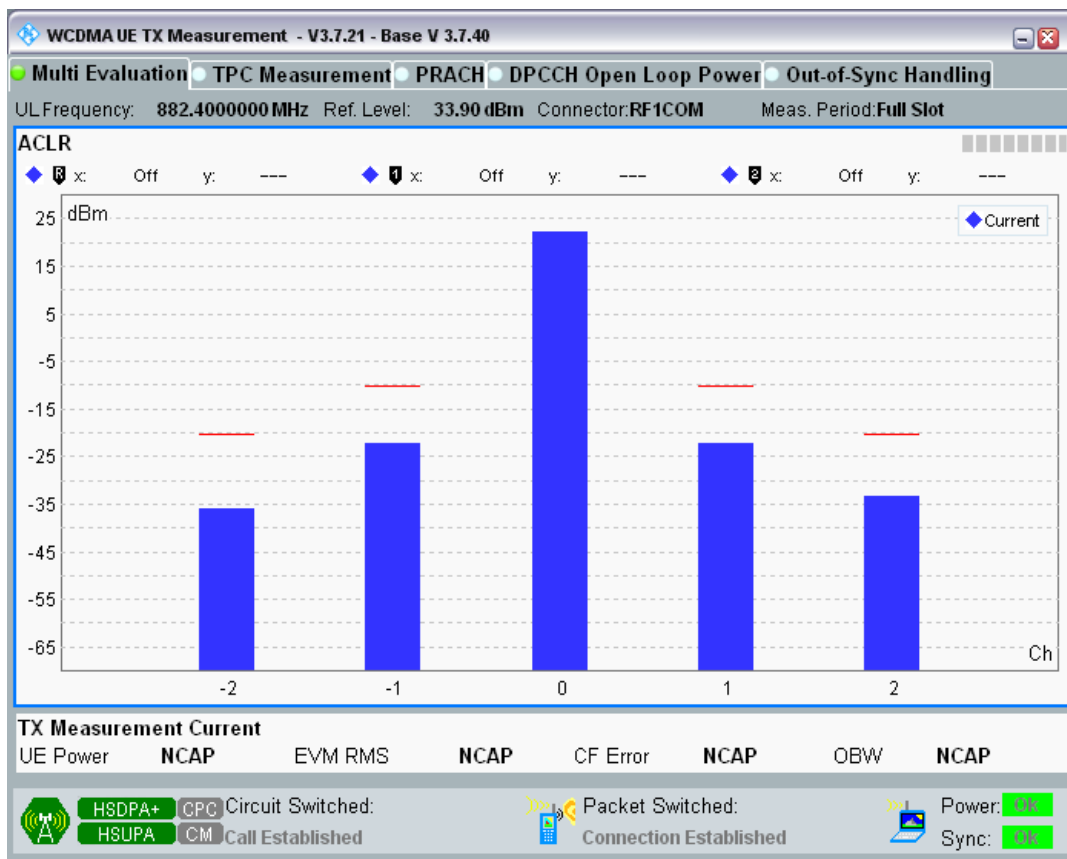 WCDMA UE TX Measurement - V3.7.21 - Base V 3.7.40
Multi Evaluation TPC Measurement PRACH DPCCH Open Loop Power Out-of-Sync Handling
UL Frequency: 882.4000000 MHz Ref. Level: 33.90 dBm Connector:RF1COM Meas. Period:Full Slot
ACLR
R x: Off y: --- 1 x: Off y: --- 2 x: Off y: ---
dBm
Current
25
15
5
-5
-15
-25
-35
-45
-55
-65
Ch
-2 -1 0 1 2
TX Measurement Current
UE Power NCAP EVM RMS NCAP CF Error NCAP OBW NCAP
HSDPA+ CPC Circuit Switched: Packet Switched: Power: OK
HSUPA CM Call Established Connection Established Sync: OK